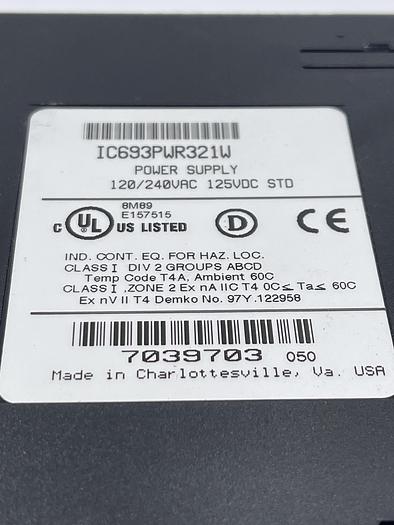 IC693PWR321W
POWER SUPPLY
120/240VAC 125VDC STD
8M89
E157515
C UL US LISTED
D CE
IND. CONT. EQ. FOR HAZ. LOC.
CLASS I DIV 2 GROUPS ABCD
Temp Code T4A, Ambient 60C
CLASS I ,ZONE 2 Ex nA IIC T4 0C≤ Ta≤ 60C
Ex nV II T4 Demko No. 97Y.122958
7039703 050
Made in Charlottesville, Va. USA